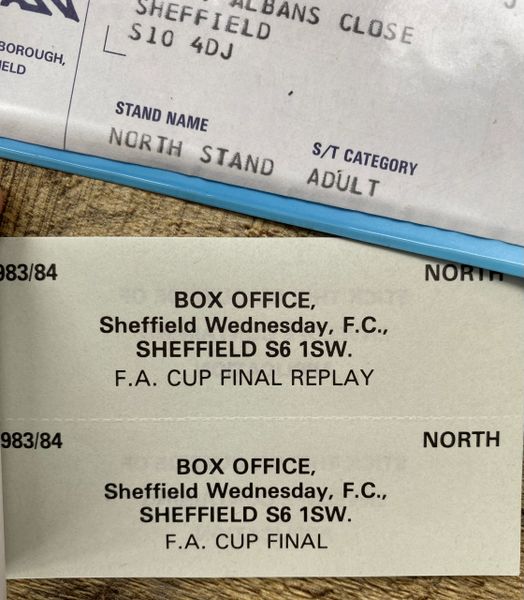 ALBANS CLOSE
SHEFFIELD
S10 4DJ
BOROUGH,
IELD
STAND NAME
NORTH STAND
S/T CATEGORY
ADULT
983/84
NORTH
BOX OFFICE,
Sheffield Wednesday, F.C.,
SHEFFIELD S6 1SW.
F.A. CUP FINAL REPLAY
983/84
NORTH
BOX OFFICE,
Sheffield Wednesday, F.C.,
SHEFFIELD S6 1SW.
F.A. CUP FINAL